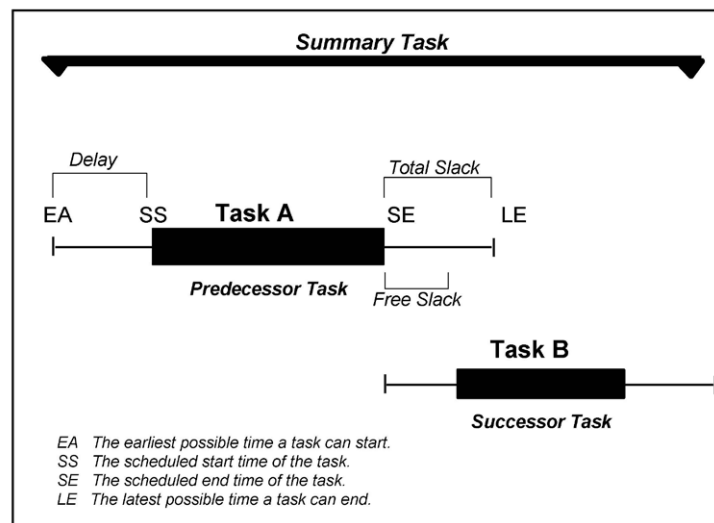 Summary Task
Delay
Total Slack
EA SS Task A SE LE
Predecessor Task
Free Slack
Task B
Successor Task
EA The earliest possible time a task can start.
SS The scheduled start time of the task.
SE The scheduled end time of the task.
LE The latest possible time a task can end.